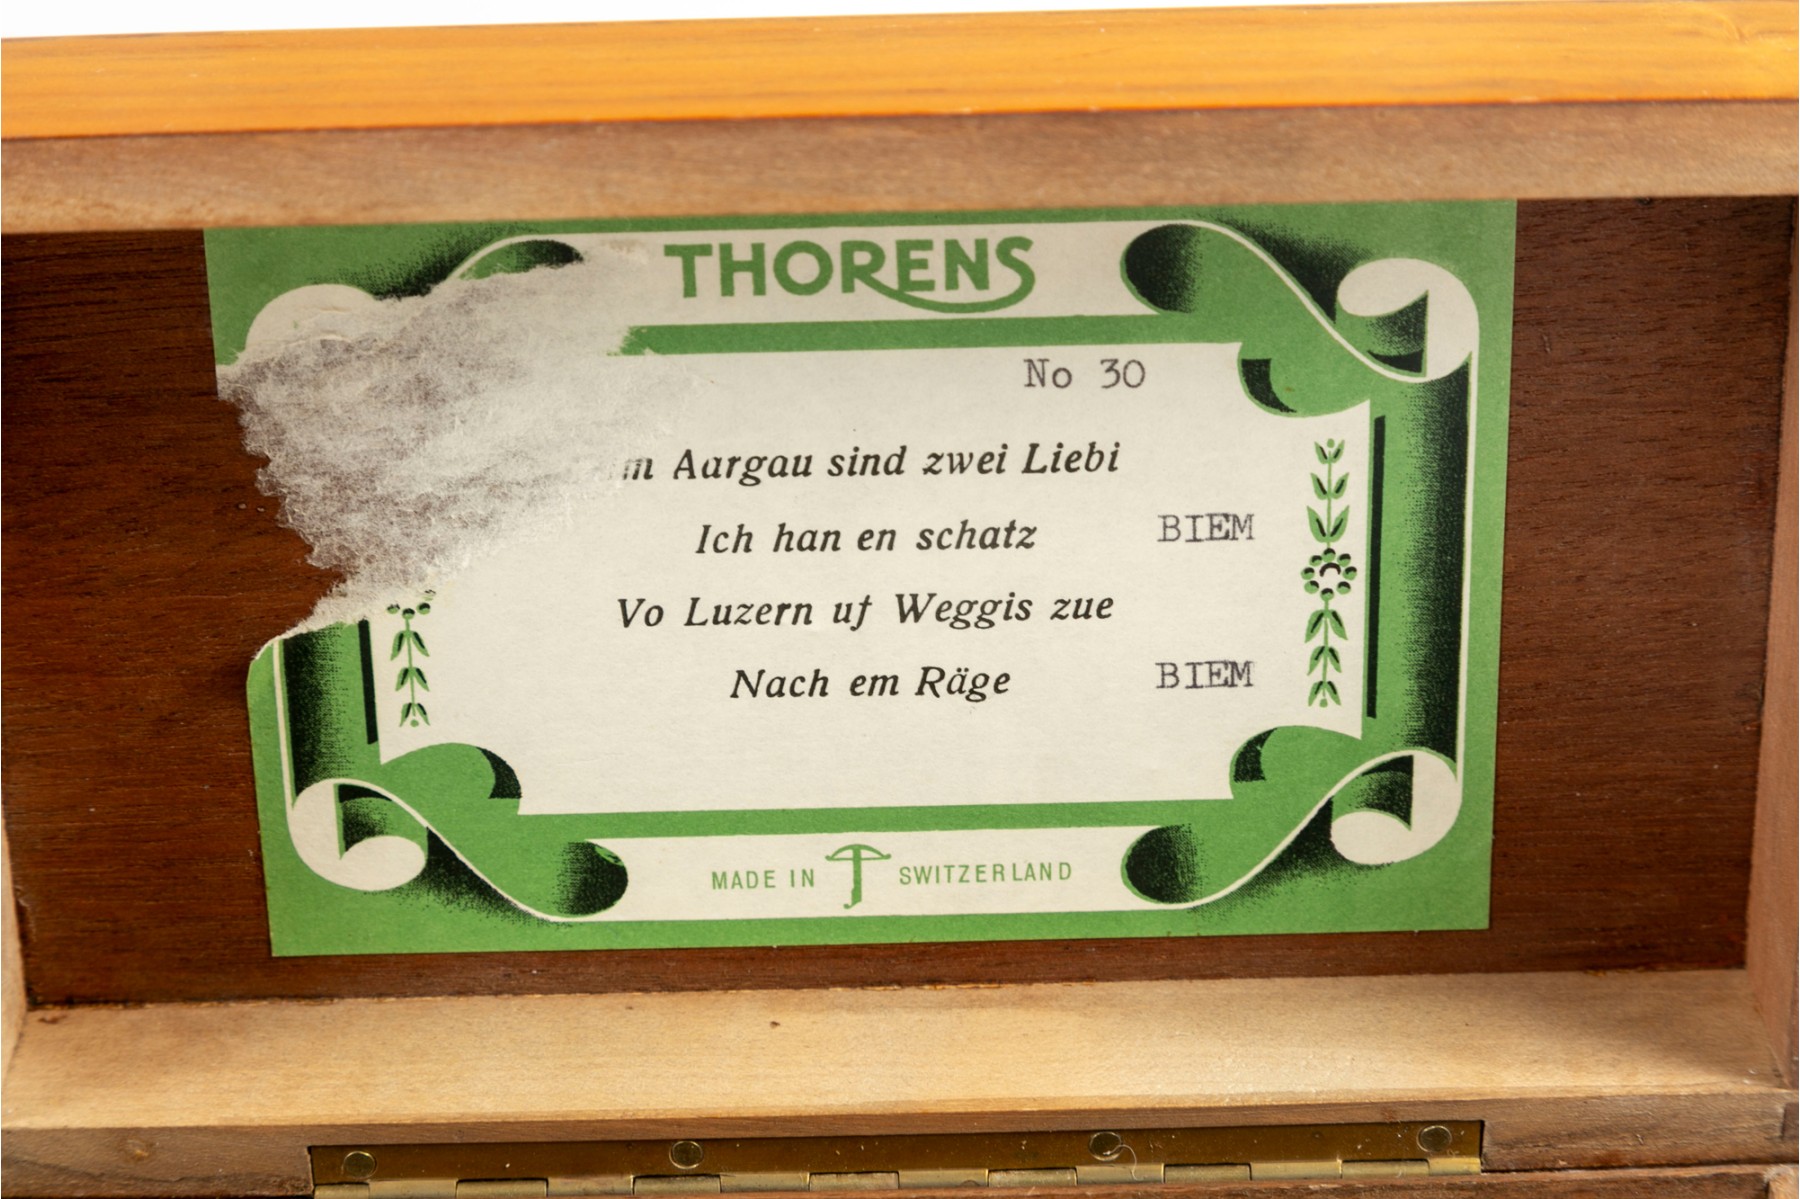 THORENS
No 30
Aargau sind zwei Liebi
Ich han en schatz BIEM
Vo Luzern uf Weggis zue
Nach em Räge BIEM
MADE IN SWITZERLAND